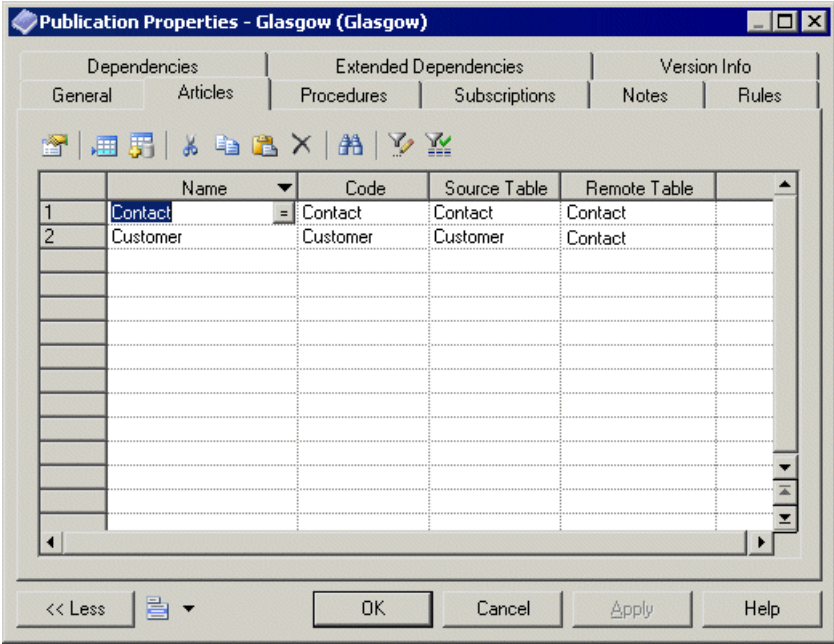 Publication Properties - Glasgow (Glasgow)
Dependencies Extended Dependencies Version Info
General Articles Procedures Subscriptions Notes Rules
Name Code Source Table Remote Table
1 Contact = Contact Contact Contact
2 Customer Customer Customer Contact
<< Less OK Cancel Apply Help